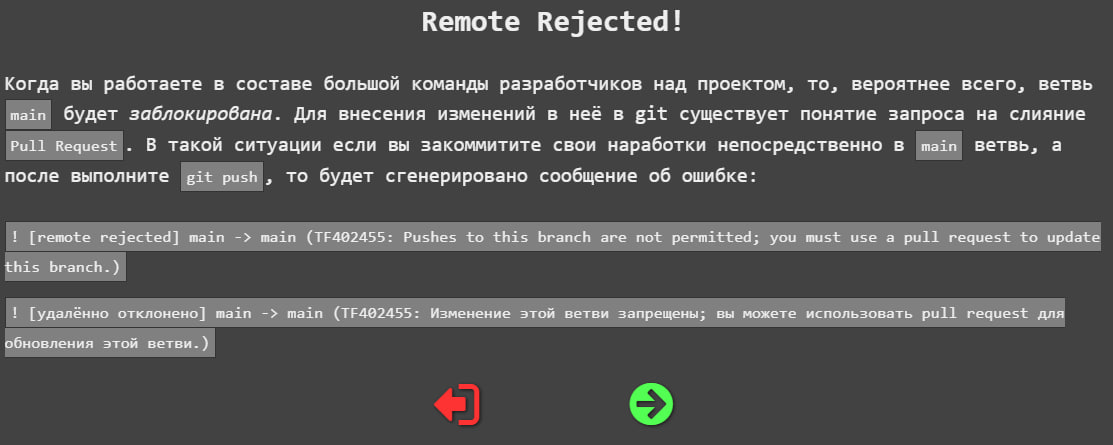 Remote Rejected!
Когда вы работаете в составе большой команды разработчиков над проектом, то, вероятнее всего, ветвь
main будет заблокирована. Для внесения изменений в неё в git существует понятие запроса на слияние
Pull Request. В такой ситуации если вы закоммитите свои наработки непосредственно в main ветвь, а
после выполните git push, то будет сгенерировано сообщение об ошибке:
! [remote rejected] main -> main (TF402455: Pushes to this branch are not permitted; you must use a pull request to update
this branch.)
! [удалённо отклонено] main -> main (TF402455: Изменение этой ветви запрещены; вы можете использовать pull request для
обновления этой ветви.)